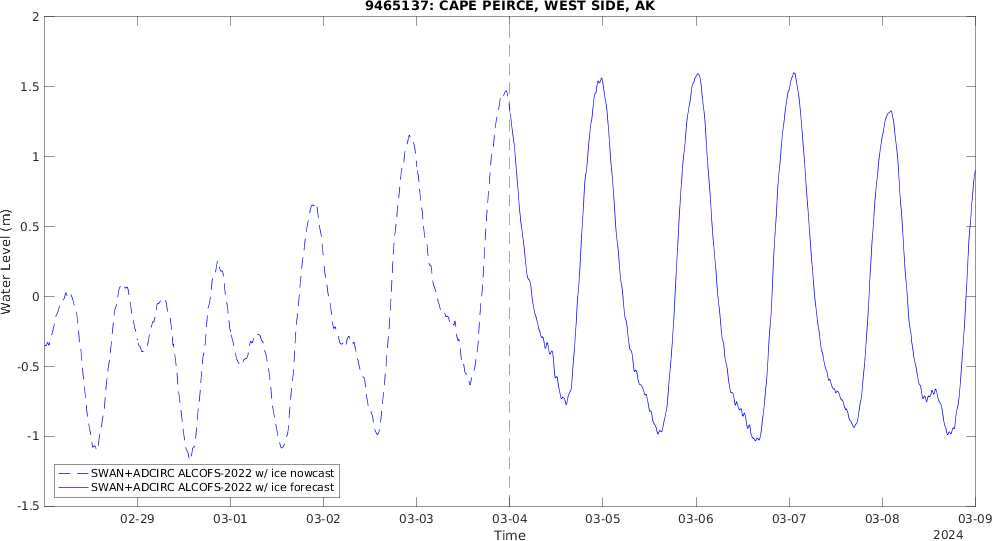 9465137: CAPE PEIRCE, WEST SIDE, AK
2
1.5
1
0.5
0
-0.5
-1
-1.5
Water Level (m)
SWAN+ADCIRC ALCOFS-2022 w/ ice nowcast
SWAN+ADCIRC ALCOFS-2022 w/ ice forecast
02-29 03-01 03-02 03-03 03-04 03-05 03-06 03-07 03-08 03-09
Time
2024